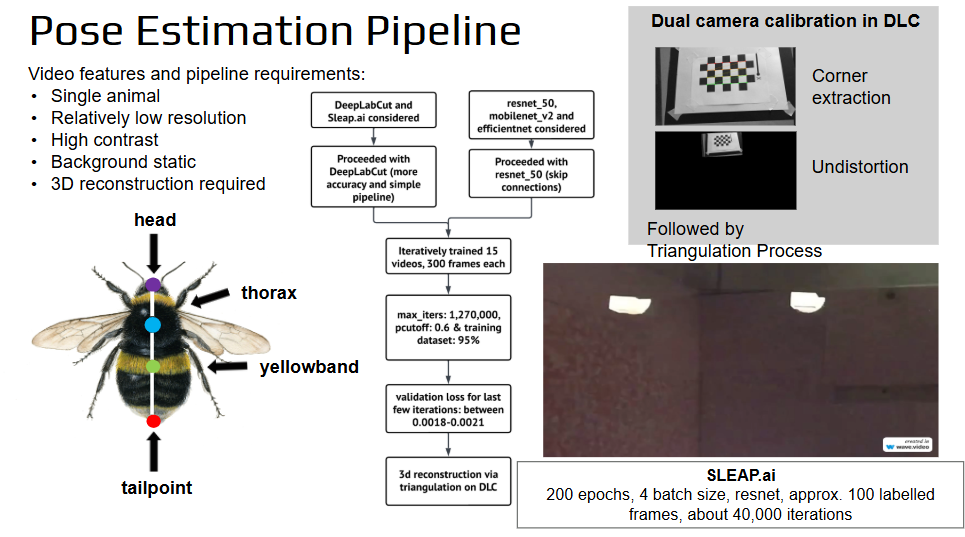 Pose Estimation Pipeline
Video features and pipeline requirements:
• Single animal
• Relatively low resolution
• High contrast
• Background static
• 3D reconstruction required
head
thorax
yellowband
tailpoint
DeepLabCut and
Sleap.ai considered
Proceeded with
DeepLabCut (more
accuracy and simple
pipeline)
resnet_50,
mobilenet_v2 and
efficientnet considered
Proceeded with
resnet_50 (skip
connections)
Iteratively trained 15
videos, 300 frames each
max_iters: 1,270,000,
pcutoff: 0.6 & training
dataset: 95%
validation loss for last
few iterations: between
0.0018-0.0021
3d reconstruction via
triangulation on DLC
Dual camera calibration in DLC
Corner
extraction
Undistortion
Followed by
Triangulation Process
created in
wave.video
SLEAP.ai
200 epochs, 4 batch size, resnet, approx. 100 labelled
frames, about 40,000 iterations